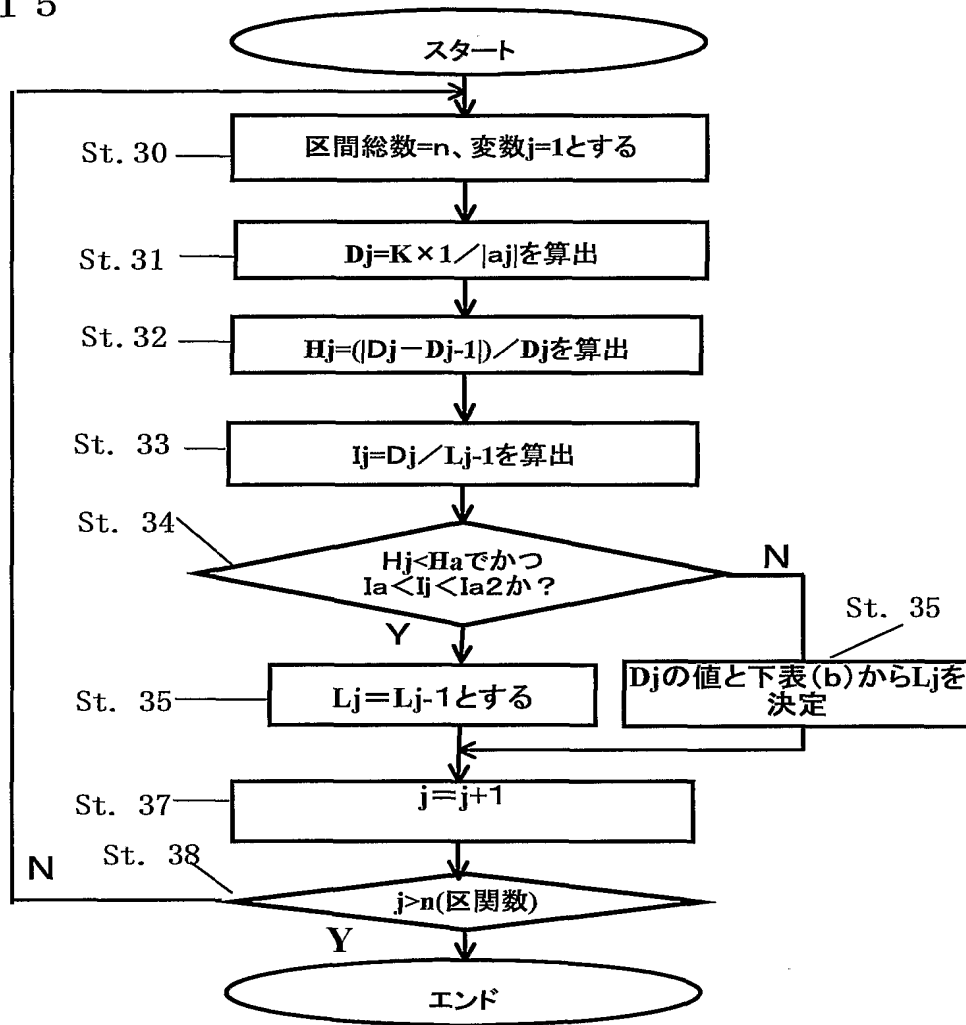 15
スタート
St. 30
区間総数=n、変数j=1とする
St. 31
Dj=K×1／|aj|を算出
St. 32
Hj=(|Dj－Dj-1|)／Djを算出
St. 33
Ij=Dj／Lj-1を算出
St. 34
Hj<Haでかつ
Ia＜Ij＜Ia2か？
N
Y
St. 35
Djの値と下表(b)からLjを
決定
St. 35
Lj＝Lj-1とする
St. 37
j＝j+1
St. 38
N
j>n(区関数)
Y
エンド